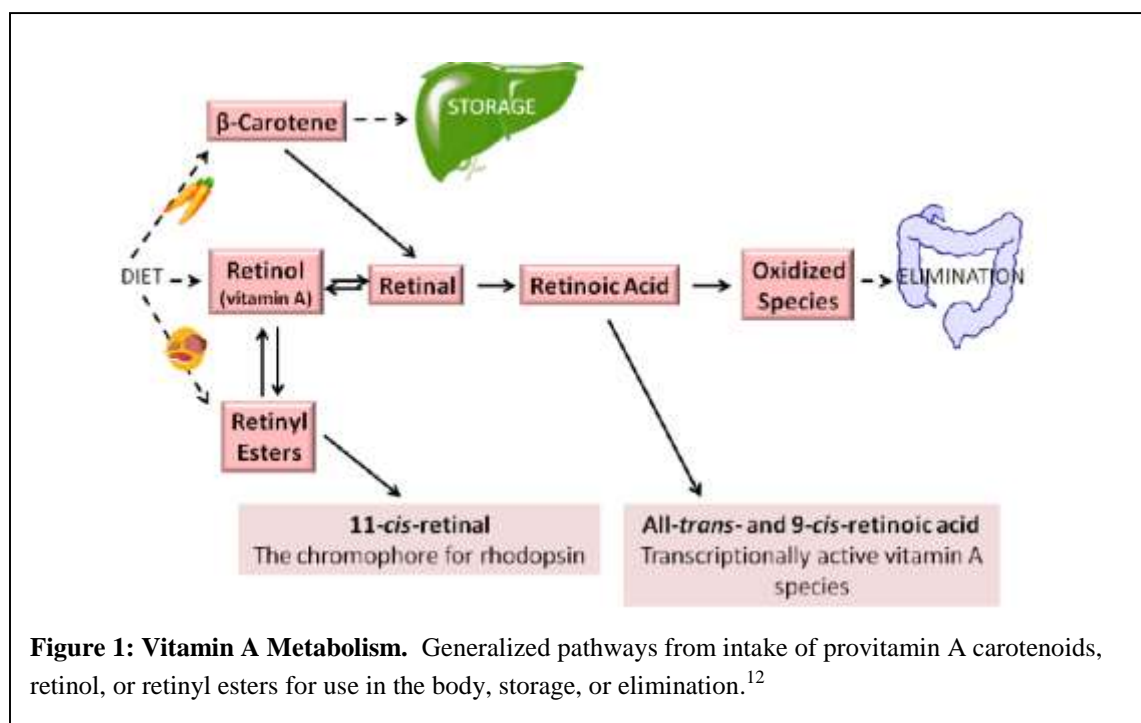 STORAGE
β-Carotene
DIET
Retinol
(vitamin A)
Retinal
Retinoic Acid
Oxidized
Species
ELIMINATION
Retinyl
Esters
11-cis-retinal
The chromophore for rhodopsin
All-trans- and 9-cis-retinoic acid
Transcriptionally active vitamin A
species
Figure 1: Vitamin A Metabolism. Generalized pathways from intake of provitamin A carotenoids,
retinol, or retinyl esters for use in the body, storage, or elimination.12